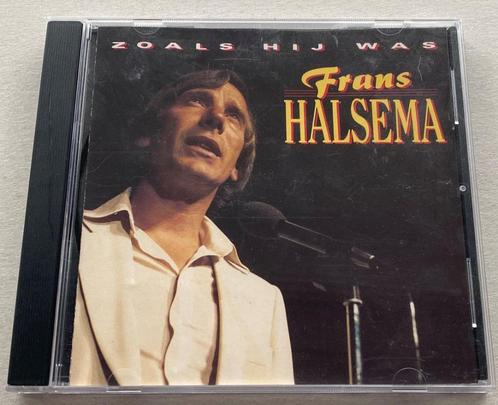 ZOALS HIJ WAS
Frans
HALSEMA